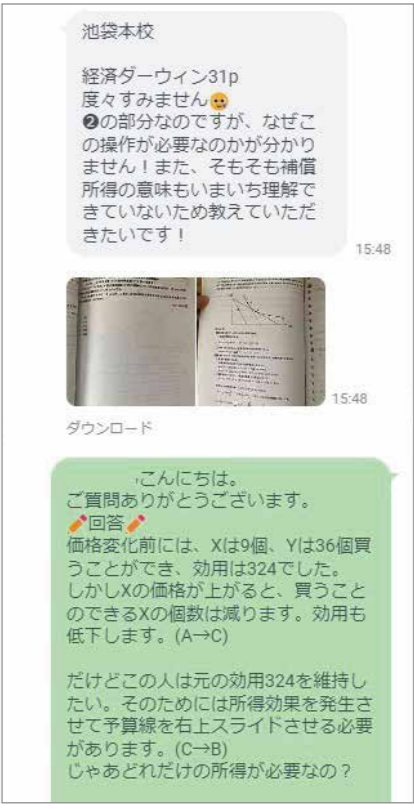 池袋本校
経済ダーウィン31p
度々すみません
❷の部分なのですが、なぜこ
の操作が必要なのかが分かり
ません！また、そもそも補償
所得の意味もいまいち理解で
きていないため教えていただ
きたいです！
15:48
15:48
ダウンロード
こんにちは。
ご質問ありがとうございます。
回答
価格変化前には、Xは9個、Yは36個買
うことができ、効用は324でした。
しかしXの価格が上がると、買うこと
のできるXの個数は減ります。効用も
低下します。(A→C)
だけどこの人は元の効用324を維持し
たい。そのためには所得効果を発生さ
せて予算線を右上スライドさせる必要
があります。(C→B)
じゃあどれだけの所得が必要なの？